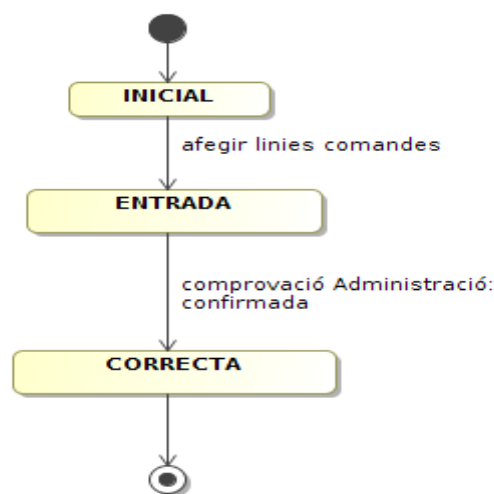 INICIAL
afegir linies comandes
ENTRADA
comprovació Administració:
confirmada
CORRECTA